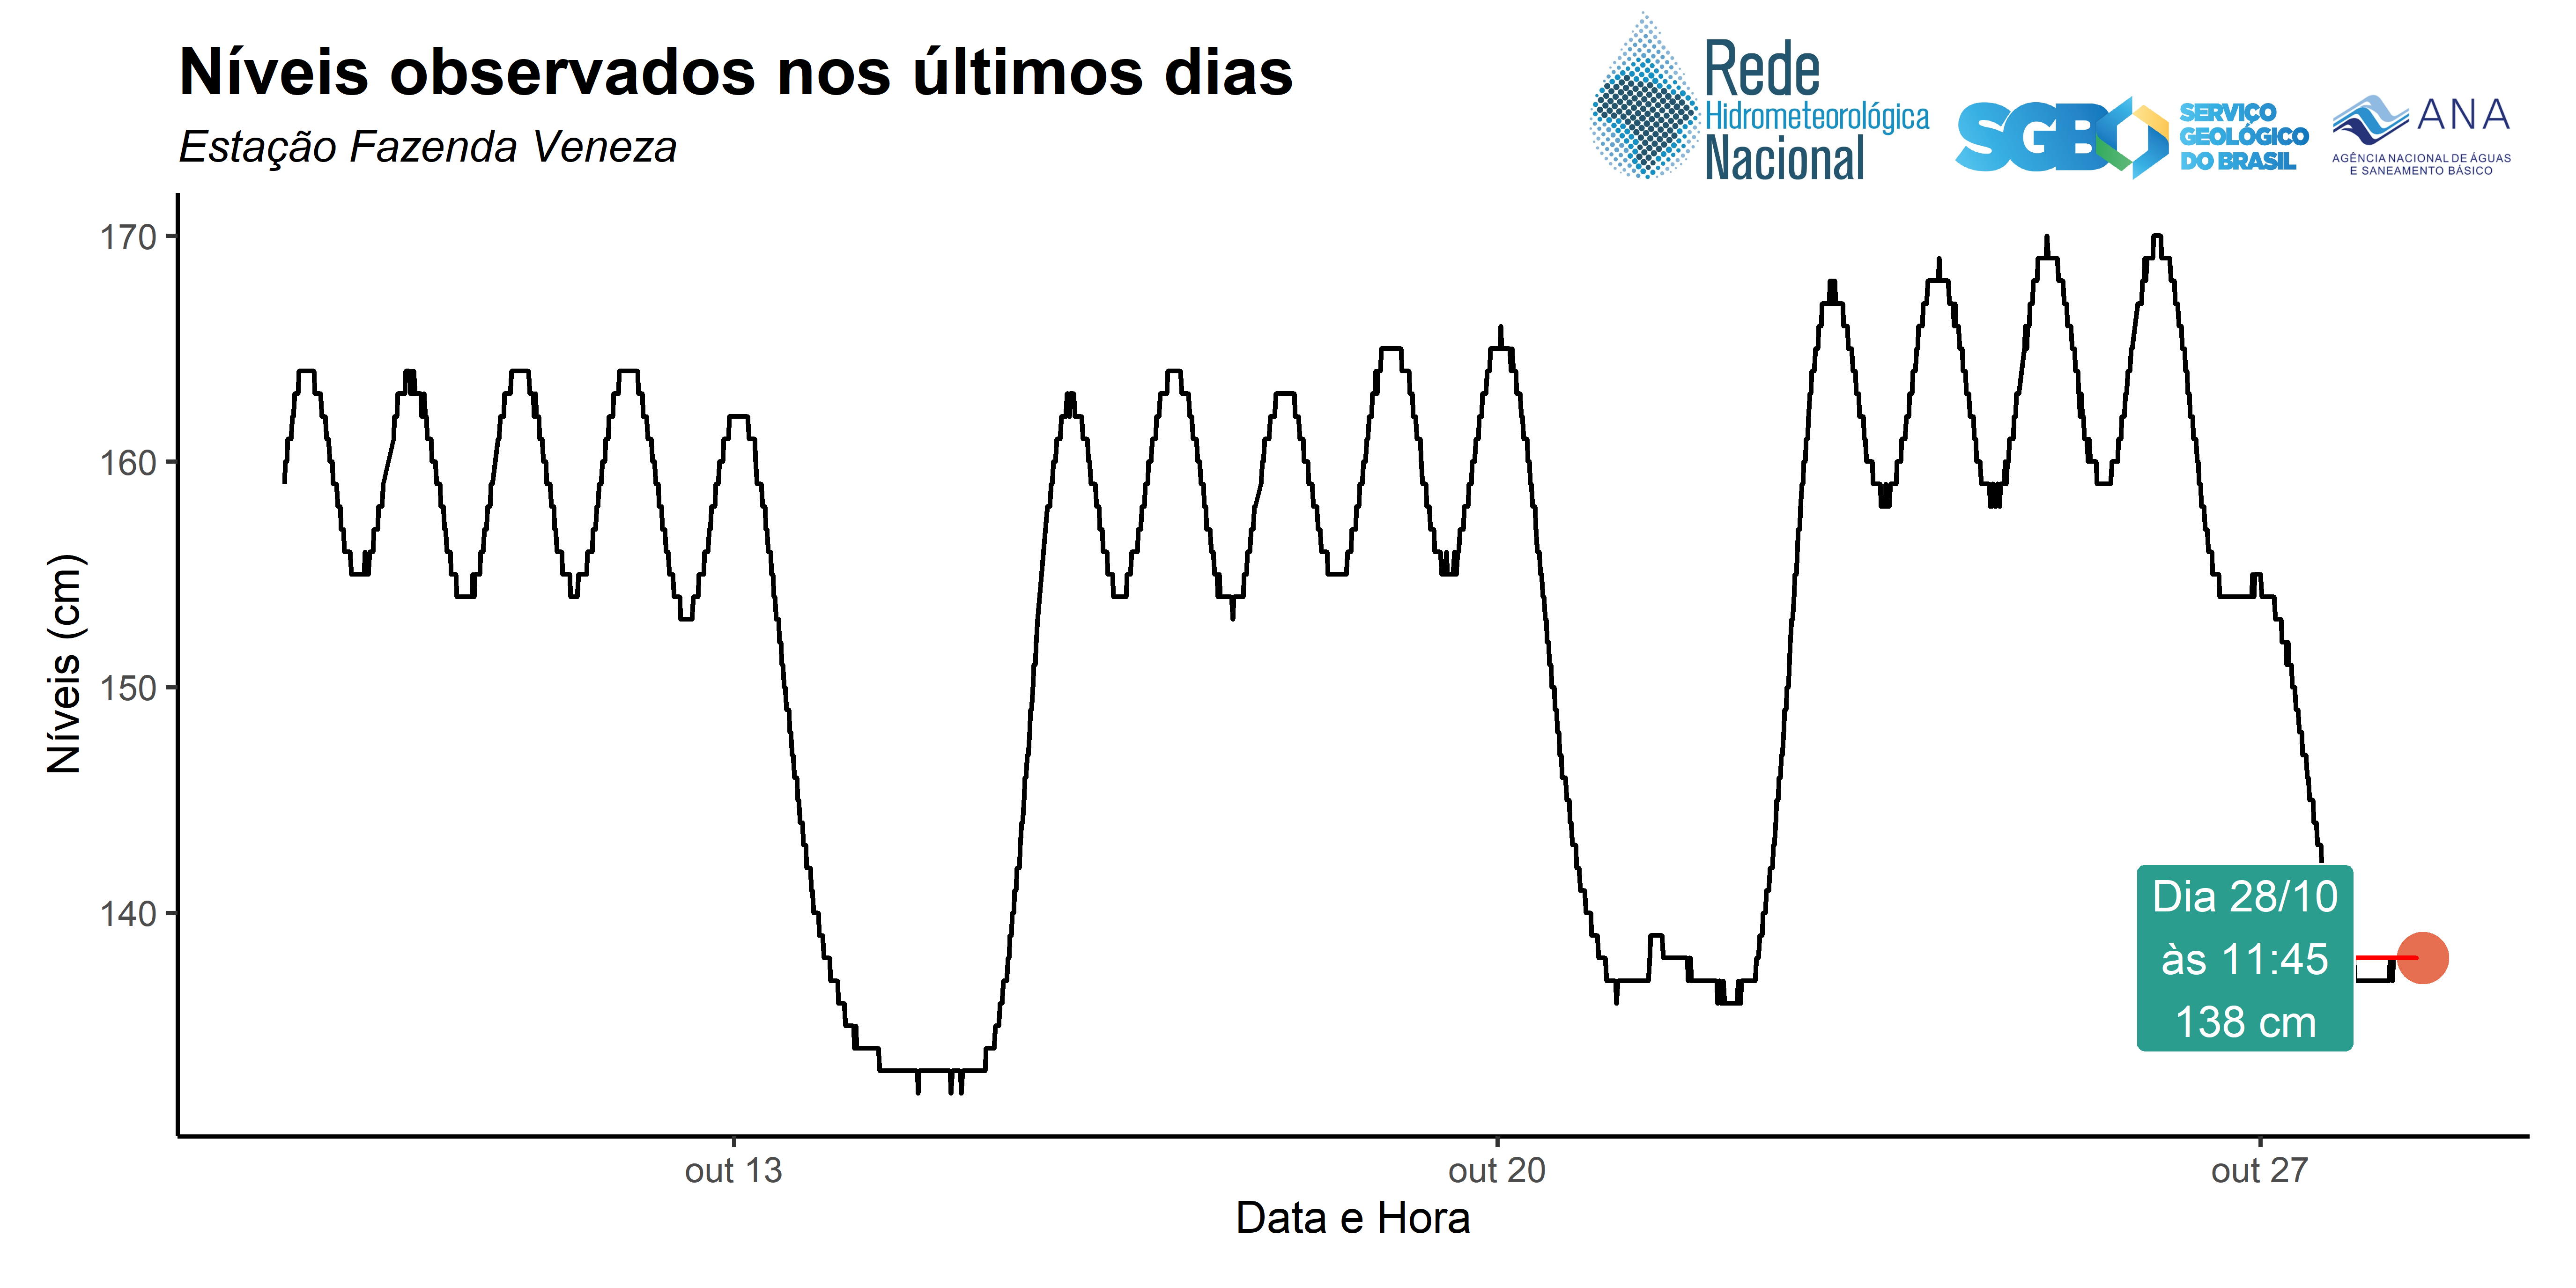 Níveis observados nos últimos dias
Estação Fazenda Veneza
Rede
Hidrometeorológica
Nacional
SGB
SERVIÇO
GEOLÓGICO
DO BRASIL
ANA
AGÊNCIA NACIONAL DE ÁGUAS
E SANEAMENTO BÁSICO
Níveis (cm)
170
160
150
140
Dia 28/10
às 11:45
138 cm
out 13
out 20
out 27
Data e Hora